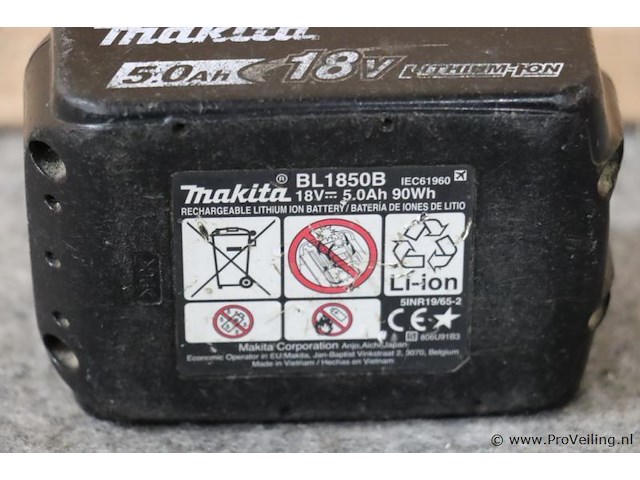 makita
5.0Ah 18V LITHIUM-ION
makita® BL1850B IEC61960
18V 5.0Ah 90Wh
RECHARGEABLE LITHIUM ION BATTERY/BATERÍA DE IONES DE LITIO
Li-ion
5INR19/65-2
CE
806U91B3
Makita Corporation Anjo, Aichi, Japan
Economic Operator in EU:Makita, Jan-Baptist Vinkstraat 2, 3070, Belgium
Made in Vietnam / Hechas en Vietnam
© www.ProVeiling.nl